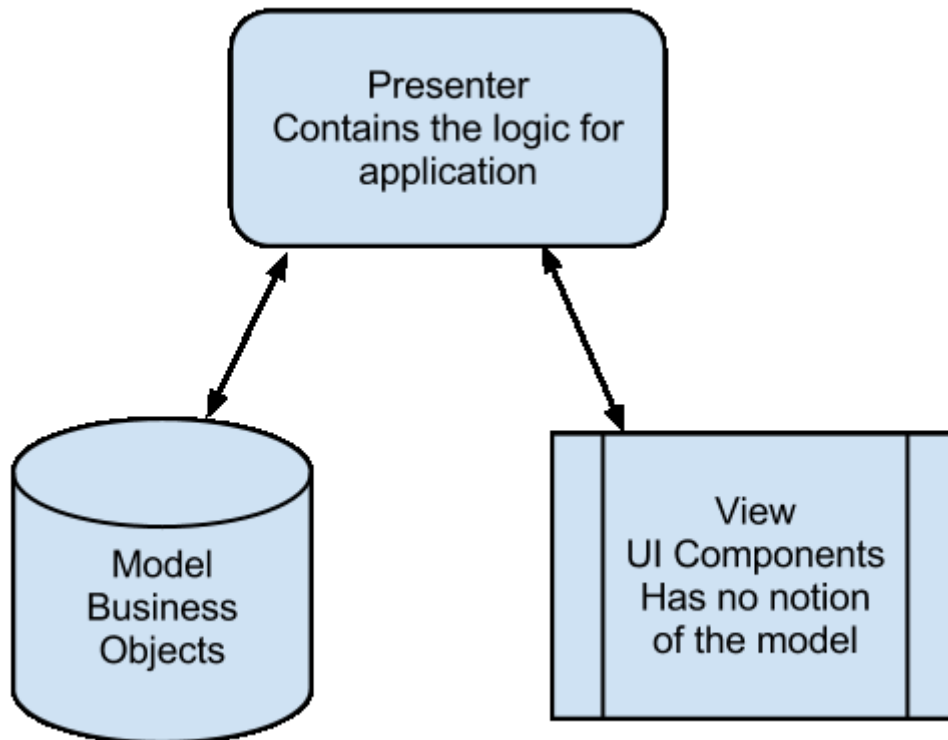 Presenter
Contains the logic for
application
Model
Business
Objects
View
UI Components
Has no notion
of the model